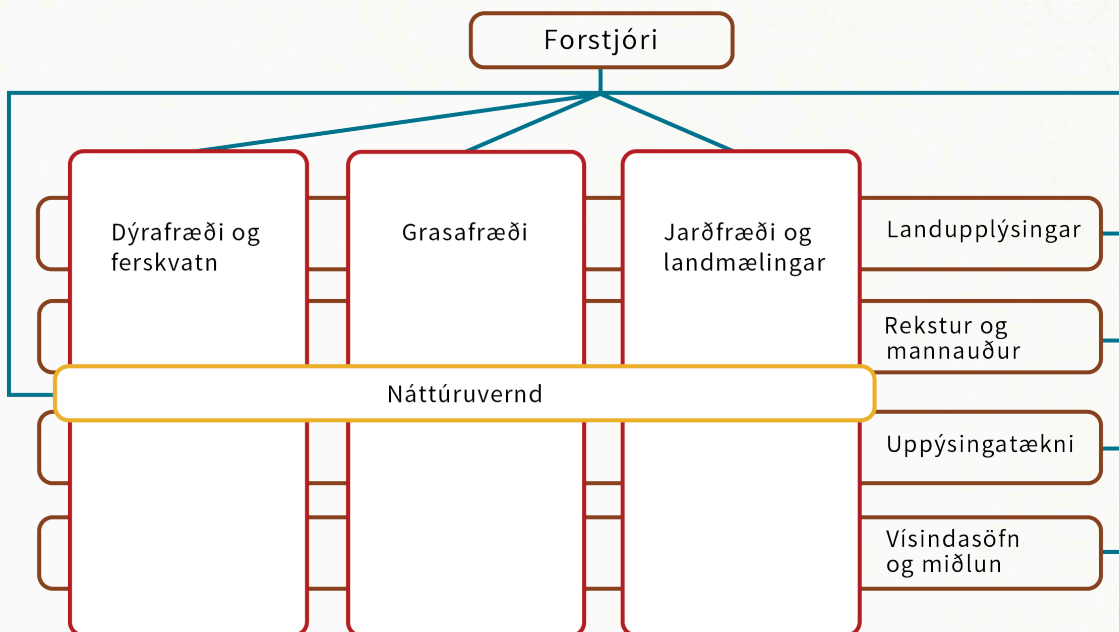 Forstjóri
Dýrafræði og
ferskvatn
Grasafræði
Jarðfræði og
landmælingar
Landupplýsingar
Rekstur og
mannauður
Náttúruvernd
Uppýsingatækni
Vísindasöfn
og miðlun